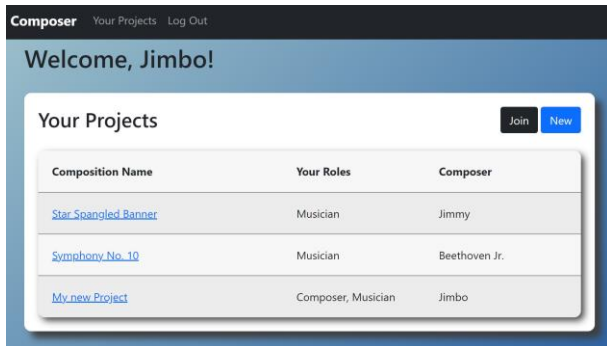 Composer Your Projects Log Out
Welcome, Jimbo!
Your Projects Join New
Composition Name Your Roles Composer
Star Spangled Banner Musician Jimmy
Symphony No. 10 Musician Beethoven Jr.
My new Project Composer, Musician Jimbo